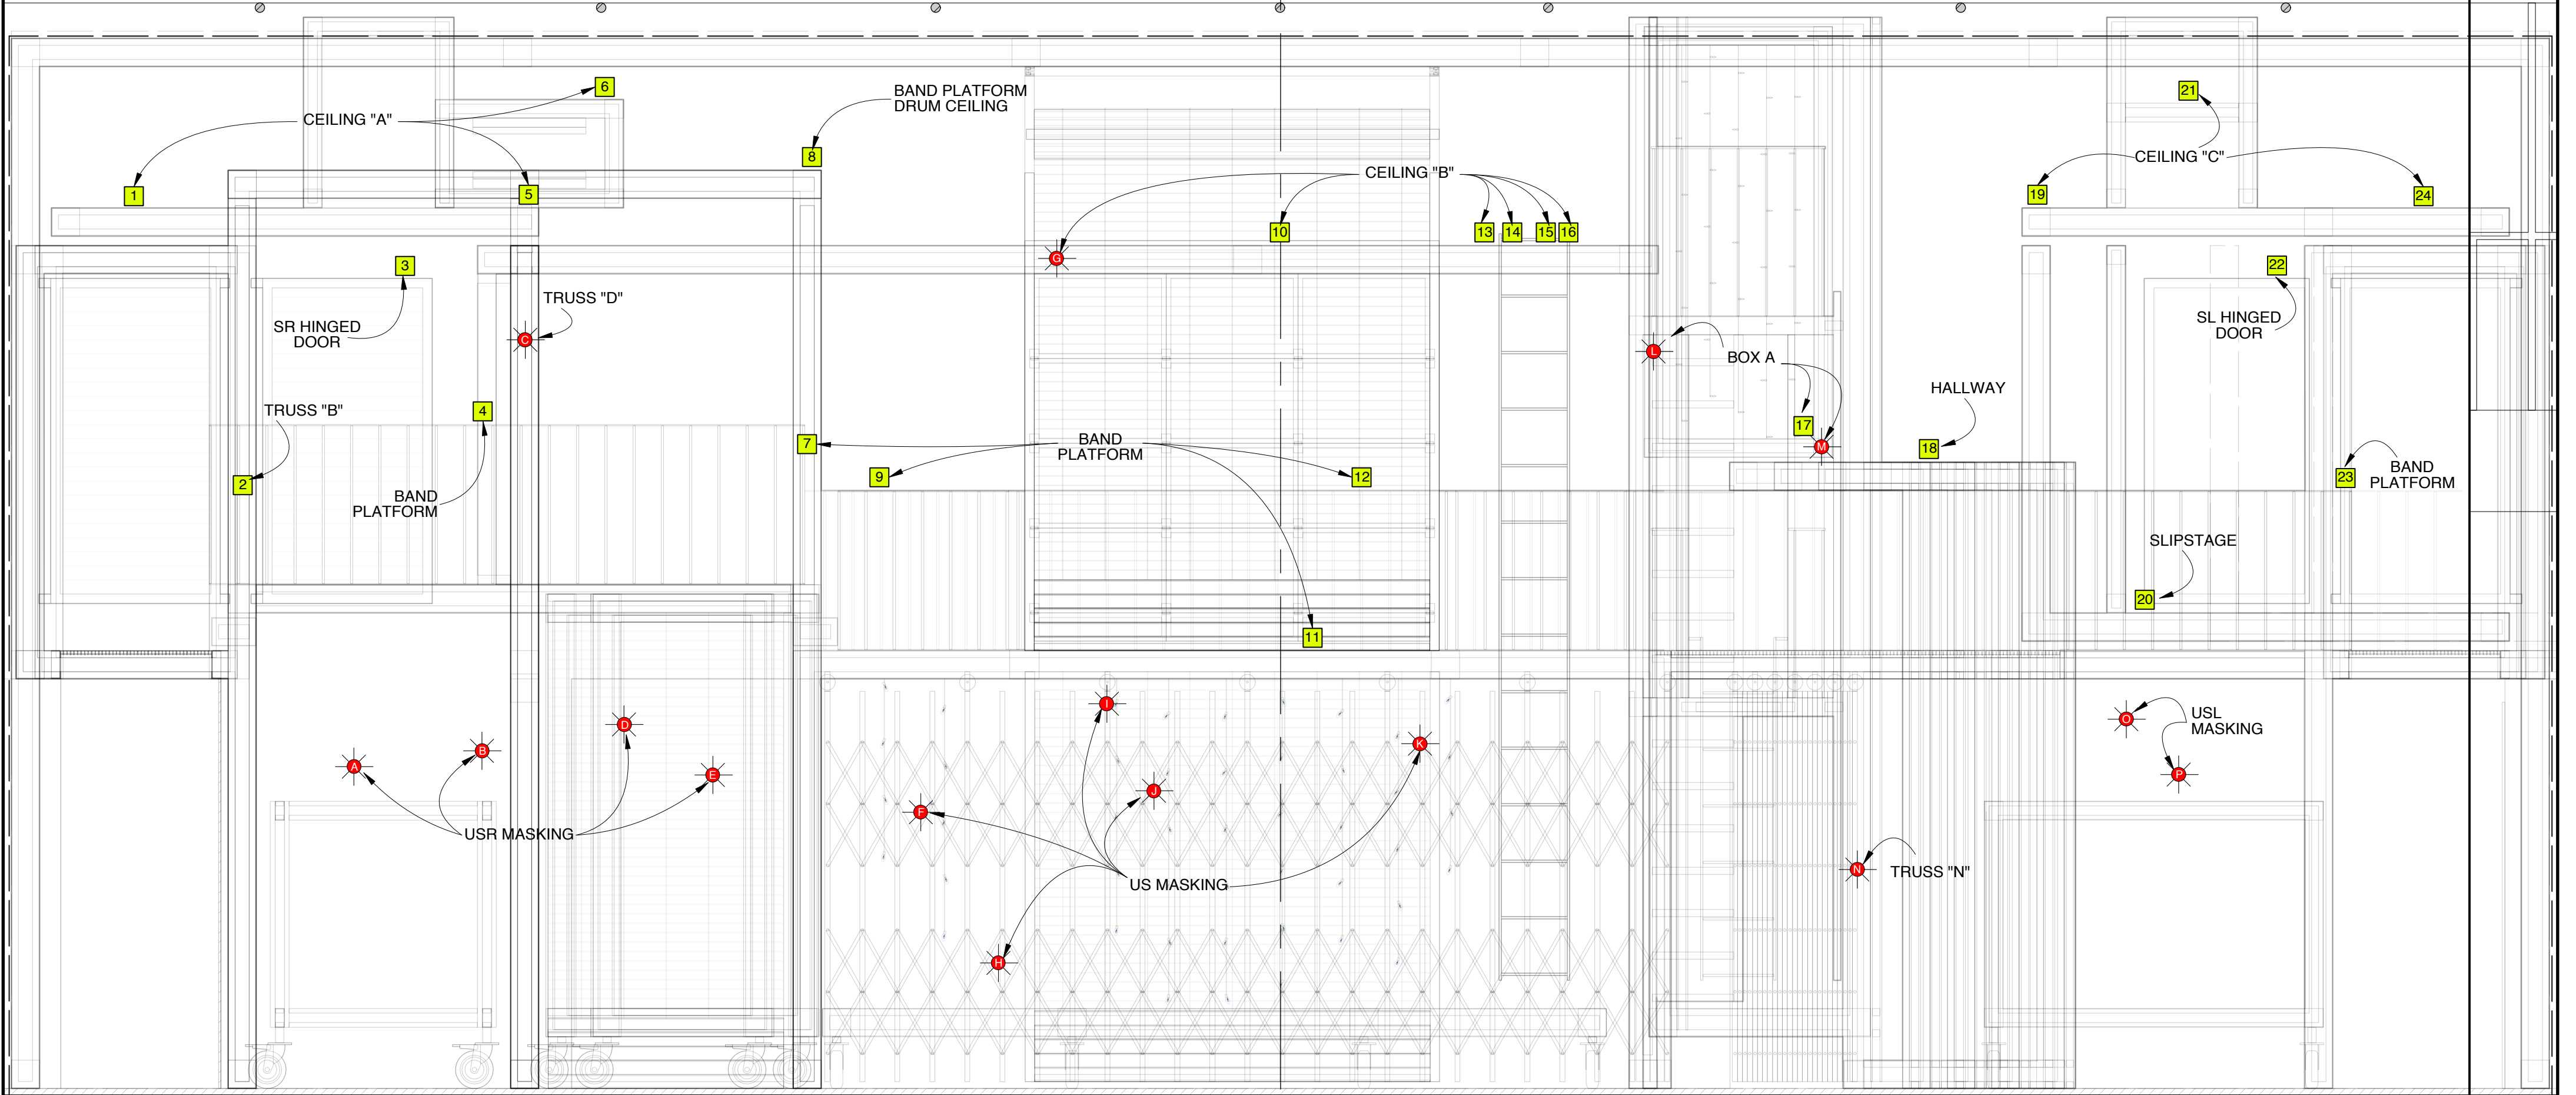 6
21
BAND PLATFORM
DRUM CEILING
CEILING "A"
8
CEILING "C"
CEILING "B"
1
5
19
24
10
13
14
15
16
G
3
22
TRUSS "D"
SR HINGED
DOOR
SL HINGED
DOOR
C
L
BOX A
HALLWAY
TRUSS "B"
4
17
M
18
7
BAND
PLATFORM
9
12
23
BAND
PLATFORM
2
BAND
PLATFORM
SLIPSTAGE
20
11
I
O
USL
MASKING
D
B
K
A
E
P
J
F
USR MASKING
N
TRUSS "N"
US MASKING
H